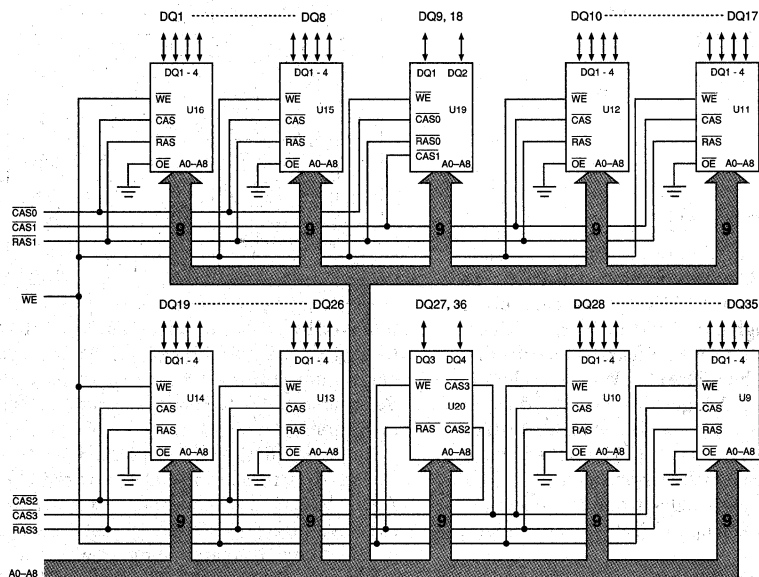 DQ1 DQ8 DQ9, 18 DQ10 DQ17
DQ1 - 4 DQ1 - 4 DQ1 DQ2 DQ1 - 4 DQ1 - 4
WE WE WE WE WE
U16 U15 U19 U12 U11
CAS CAS CAS0 CAS CAS
RAS RAS RAS0 RAS RAS
CAS1
OE A0–A8 OE A0–A8 A0–A8 OE A0–A8 OE A0–A8
CAS0
CAS1
RAS1
9 9 9 9 9
WE
DQ19 DQ26 DQ27, 36 DQ28 DQ35
DQ1 - 4 DQ1 - 4 DQ3 DQ4 DQ1 - 4 DQ1 - 4
WE WE WE CAS3 WE WE
U14 U13 U20 U10 U9
CAS CAS CAS CAS
RAS RAS RAS CAS2 RAS RAS
OE A0–A8 OE A0–A8 A0–A8 OE A0–A8 OE A0–A8
CAS2
CAS3
RAS3
9 9 9 9 9
A0–A8